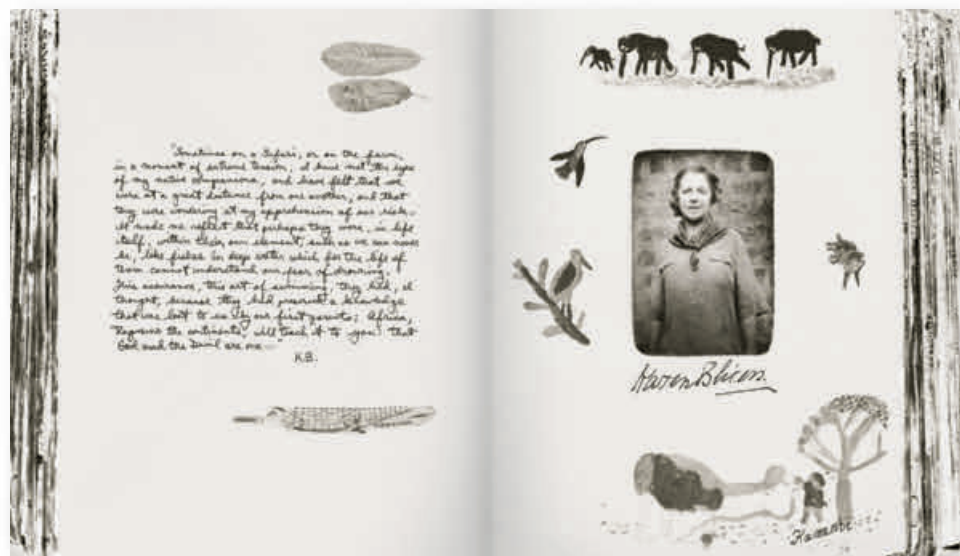 "Sometimes on a Safari, or on the farm,
in a moment of extreme tension, I have met the eyes
of my native companions, and have felt that we
were at a great distance from one another, and that
they were wondering at my apprehension of our risk.
It made me reflect that perhaps they were, in life
itself, within their own element, such as we can never
be, like fishes in deep water which for the life of
them cannot understand our fear of drowning.
This assurance, this art of swimming, they had, I
thought, because they had preserved a knowledge
that was lost to us by our first parents; Africa,
the continents, will teach it to you: that
God and the Devil are one—"
K.B.
Karen Blixen.
Kamante